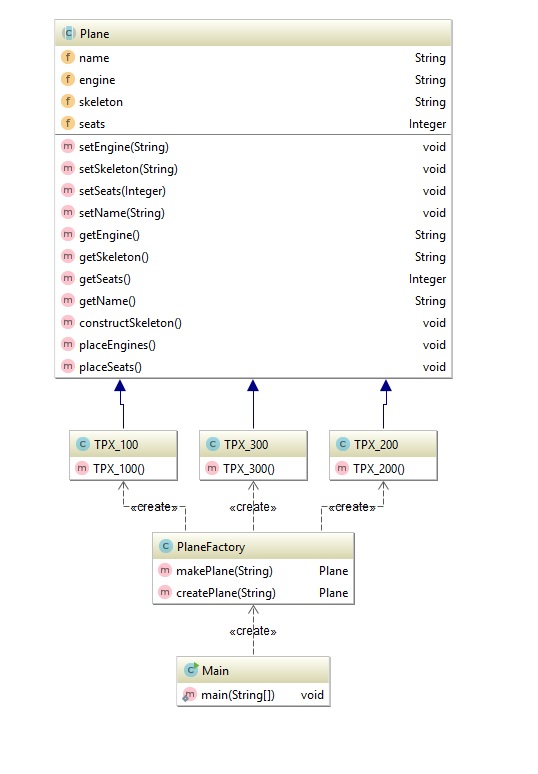 Plane
name String
engine String
skeleton String
seats Integer
setEngine(String) void
setSkeleton(String) void
setSeats(Integer) void
setName(String) void
getEngine() String
getSkeleton() String
getSeats() Integer
getName() String
constructSkeleton() void
placeEngines() void
placeSeats() void
TPX_100 TPX_300 TPX_200
TPX_100() TPX_300() TPX_200()
«create» «create» «create»
PlaneFactory
makePlane(String) Plane
createPlane(String) Plane
«create»
Main
main(String[]) void